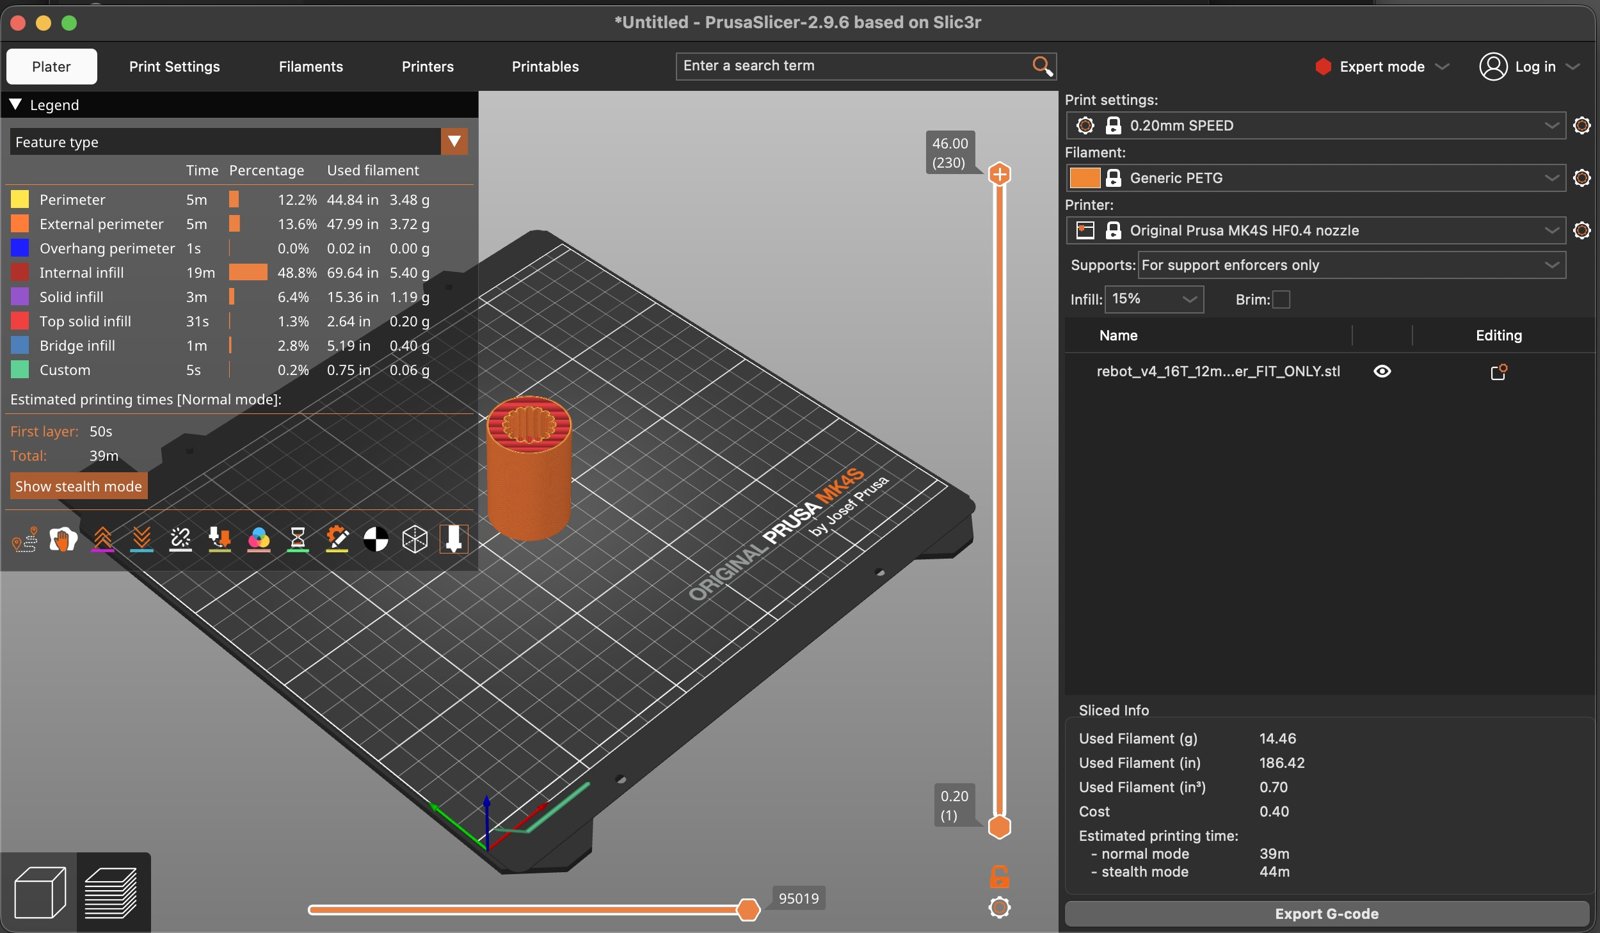 *Untitled - PrusaSlicer-2.9.6 based on Slic3r
Plater Print Settings Filaments Printers Printables Enter a search term Expert mode Log in
Legend
Feature type
Time Percentage Used filament
Perimeter 5m 12.2% 44.84 in 3.48 g
External perimeter 5m 13.6% 47.99 in 3.72 g
Overhang perimeter 1s 0.0% 0.02 in 0.00 g
Internal infill 19m 48.8% 69.64 in 5.40 g
Solid infill 3m 6.4% 15.36 in 1.19 g
Top solid infill 31s 1.3% 2.64 in 0.20 g
Bridge infill 1m 2.8% 5.19 in 0.40 g
Custom 5s 0.2% 0.75 in 0.06 g
Estimated printing times [Normal mode]:
First layer: 50s
Total: 39m
Show stealth mode
46.00
(230)
ORIGINAL PRUSA MK4S
by Josef Prusa
0.20
(1)
95019
Print settings:
0.20mm SPEED
Filament:
Generic PETG
Printer:
Original Prusa MK4S HF0.4 nozzle
Supports: For support enforcers only
Infill: 15% Brim:
Name Editing
rebot_v4_16T_12m...er_FIT_ONLY.stl
Sliced Info
Used Filament (g) 14.46
Used Filament (in) 186.42
Used Filament (in³) 0.70
Cost 0.40
Estimated printing time:
- normal mode 39m
- stealth mode 44m
Export G-code